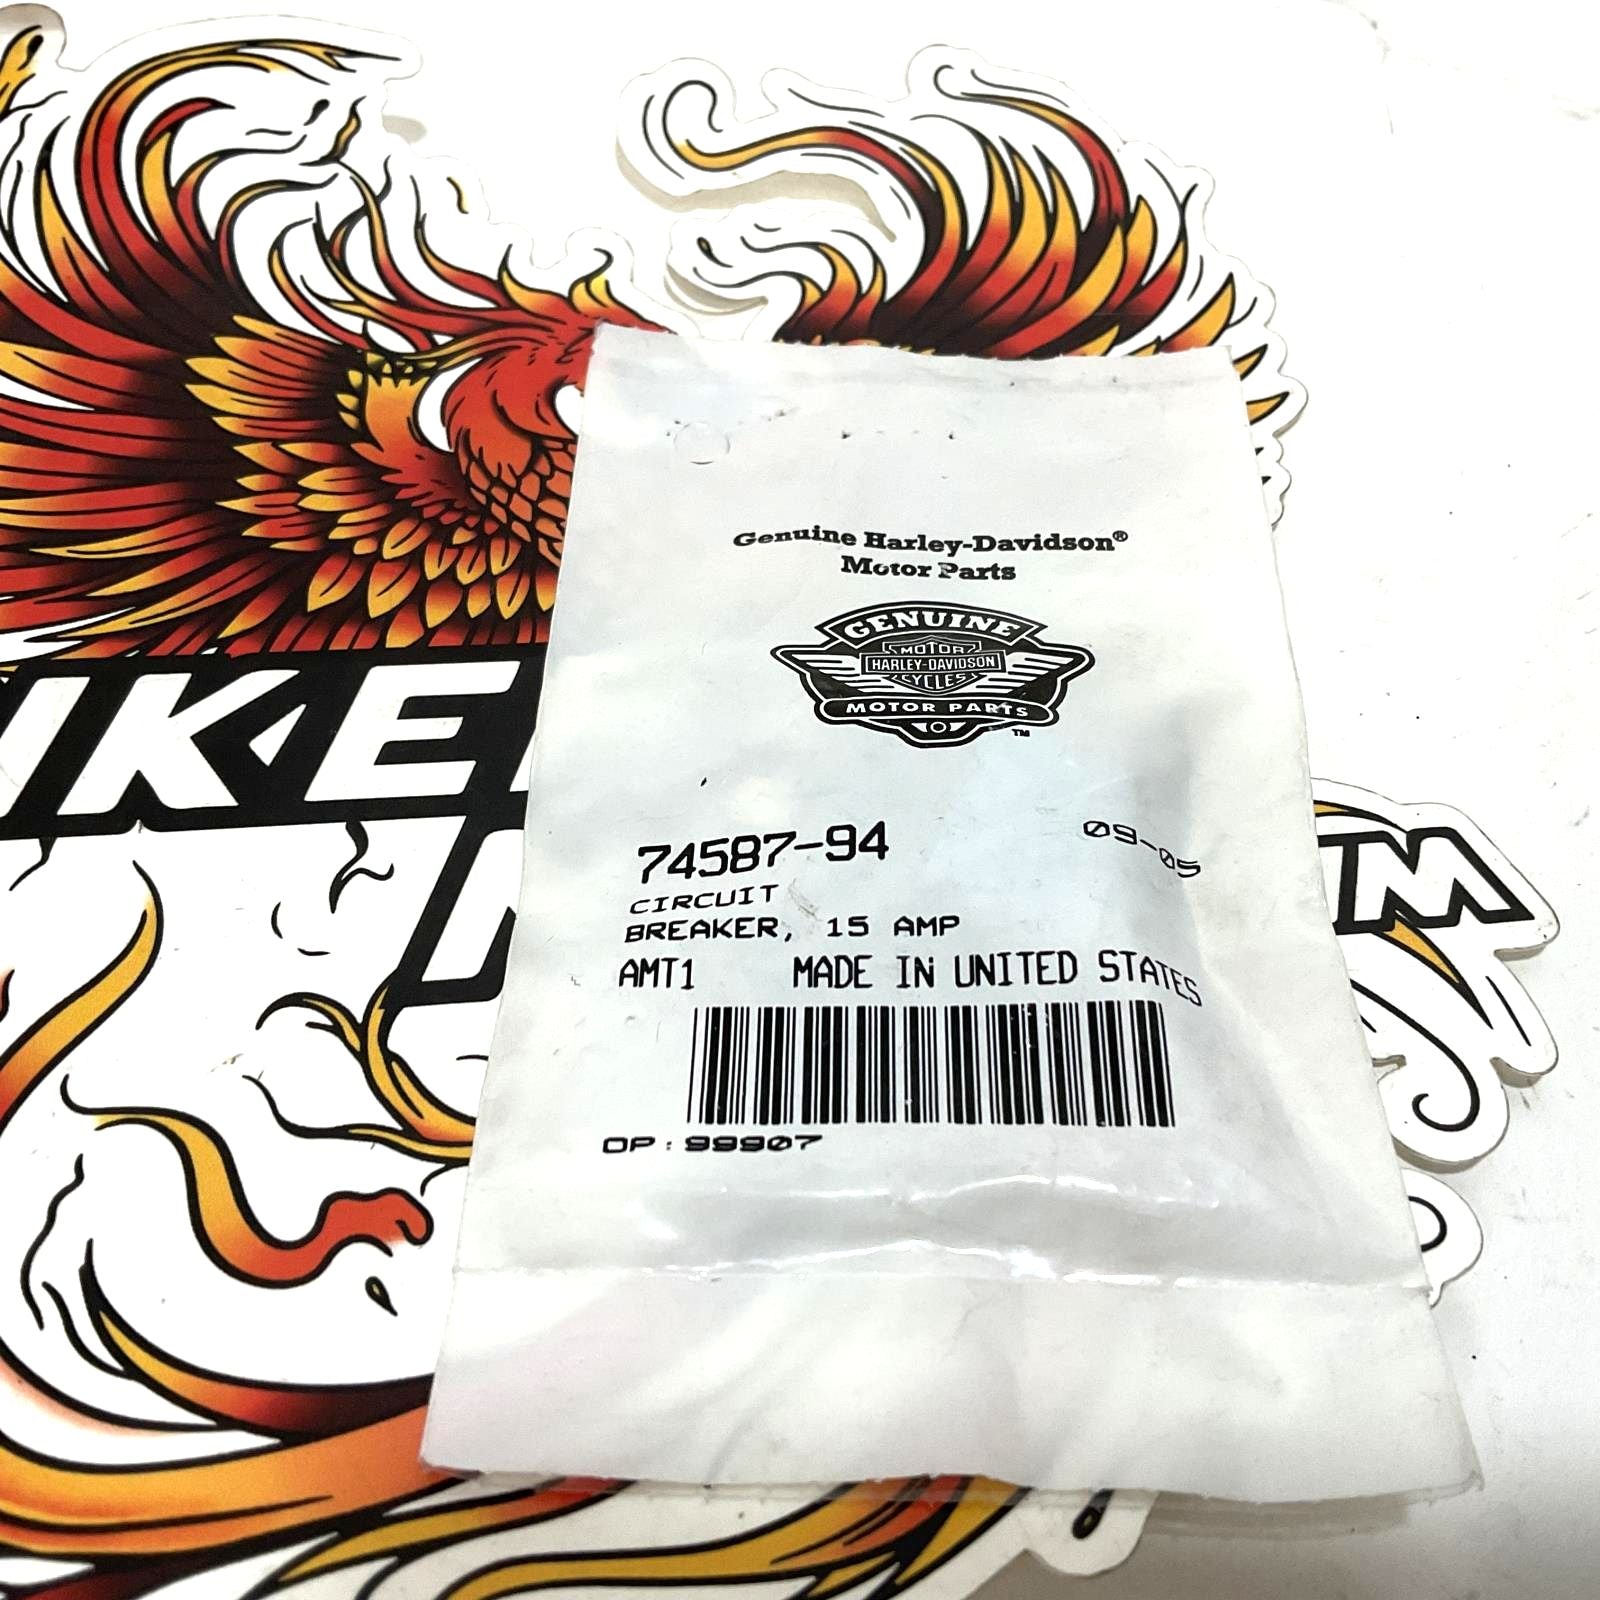 Genuine Harley-Davidson®
Motor Parts
GENUINE
MOTOR
HARLEY-DAVIDSON
CYCLES
MOTOR PARTS
™
74587-94
09-05
CIRCUIT
BREAKER, 15 AMP
AMT1 MADE IN UNITED STATES
OP: 99907